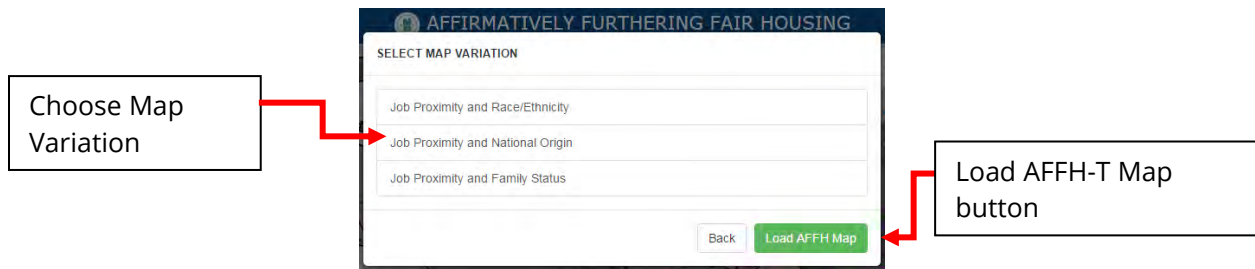 AFFIRMATIVELY FURTHERING FAIR HOUSING
SELECT MAP VARIATION
Job Proximity and Race/Ethnicity
Choose Map
Variation
Job Proximity and National Origin
Job Proximity and Family Status
Load AFFH-T Map
button
Back
Load AFFH Map